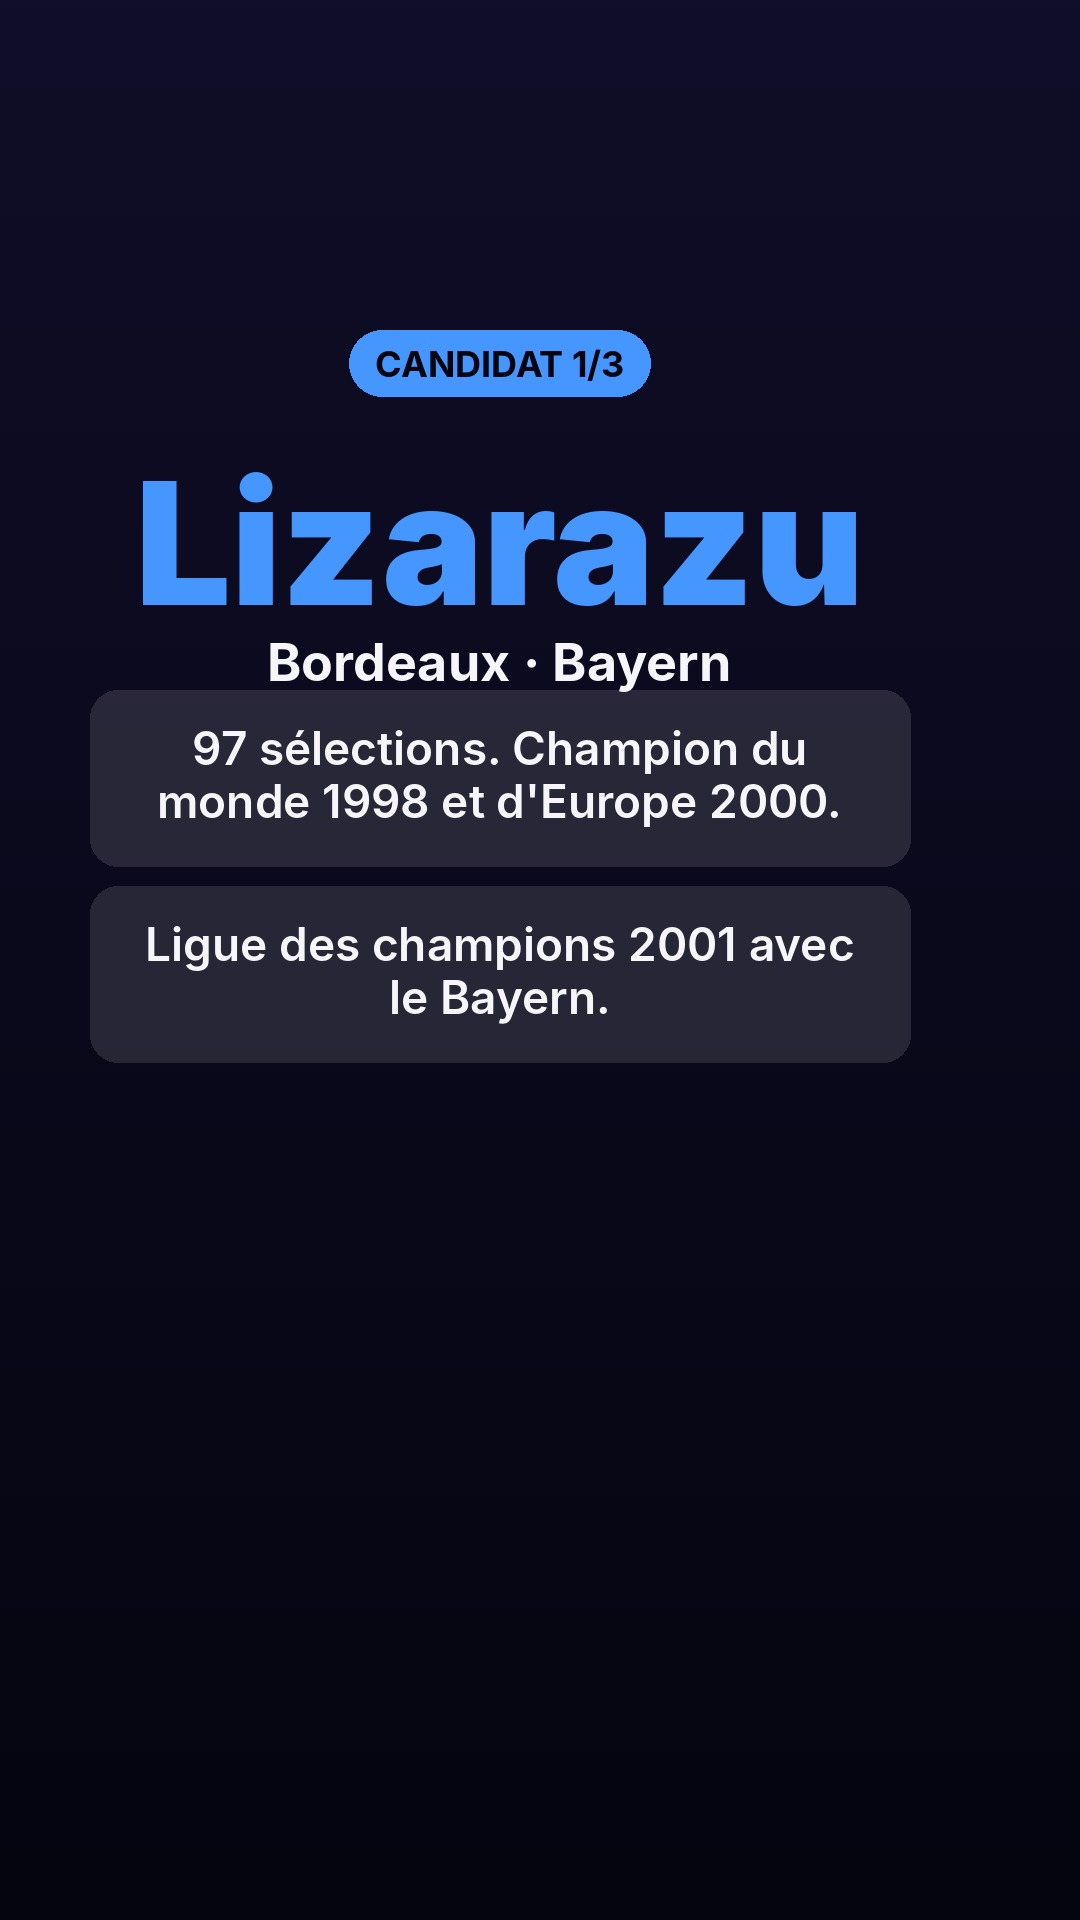 CANDIDAT 1/3
Lizarazu
Bordeaux · Bayern
97 sélections. Champion du
monde 1998 et d'Europe 2000.
Ligue des champions 2001 avec
le Bayern.